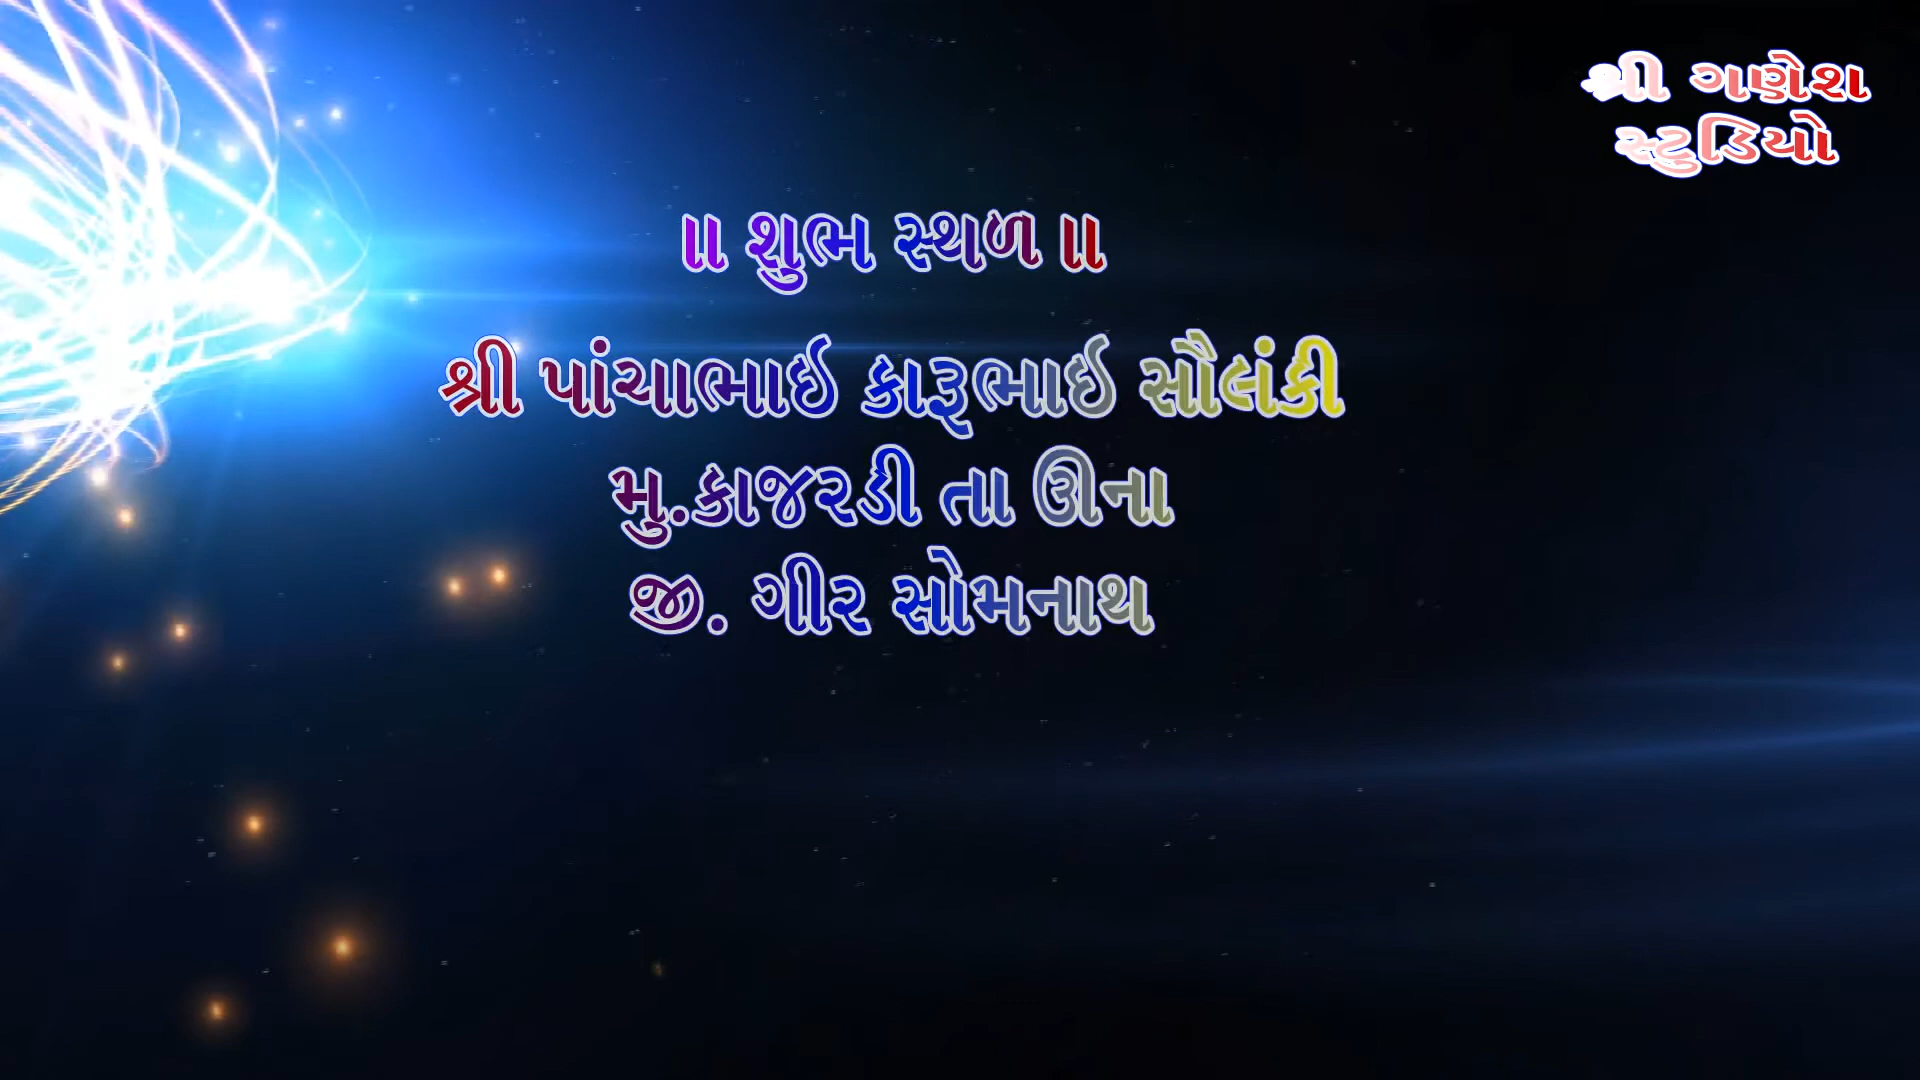 શ્રી ગણેશ
સ્ટુડિયો
॥ શુભ સ્થળ ॥
શ્રી પાંચાભાઈ કારૂભાઈ સૌલંકી
મુ.કાજરડી તા ઊના
જી. ગીર સોમનાથ